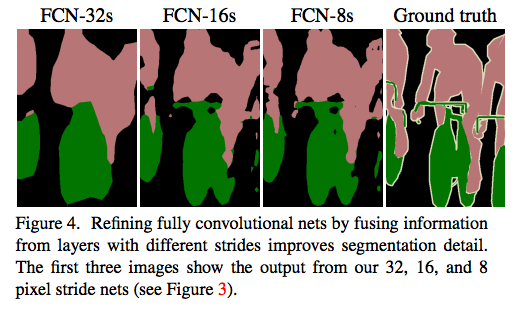 FCN-32s FCN-16s FCN-8s Ground truth
Figure 4. Refining fully convolutional nets by fusing information
from layers with different strides improves segmentation detail.
The first three images show the output from our 32, 16, and 8
pixel stride nets (see Figure 3).